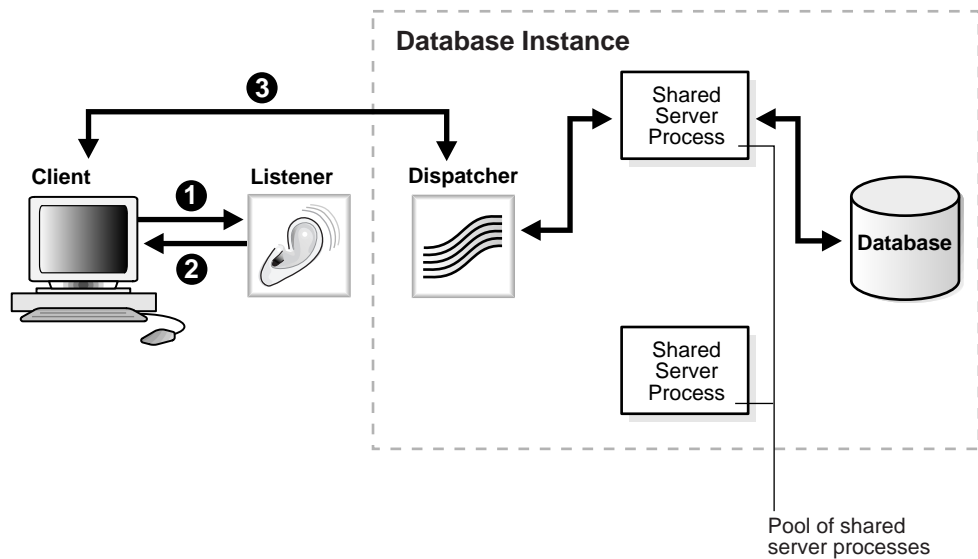 Database Instance
3
Shared
Server
Process
Client
Listener
Dispatcher
1
2
Database
Shared
Server
Process
Pool of shared
server processes